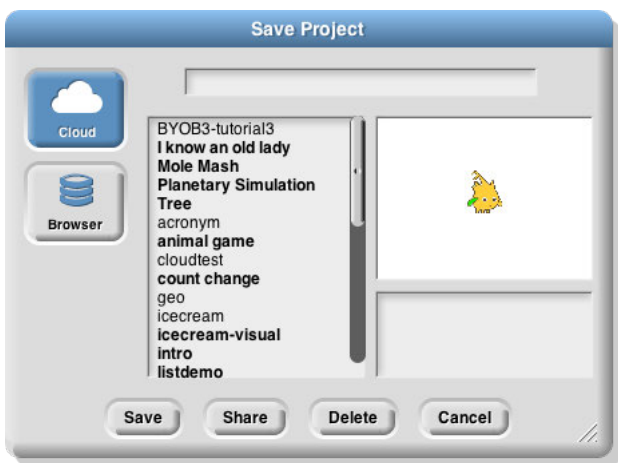 Save Project
Cloud
Browser
BYOB3-tutorial3
I know an old lady
Mole Mash
Planetary Simulation
Tree
acronym
animal game
cloudtest
count change
geo
icecream
icecream-visual
intro
listdemo
Save
Share
Delete
Cancel